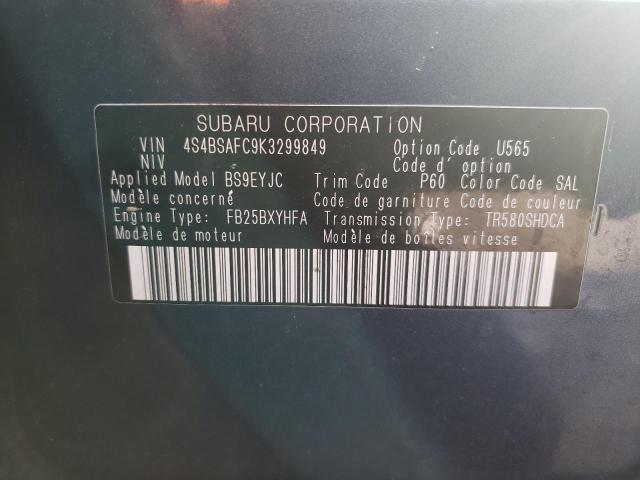 SUBARU CORPORATION
VIN 4S4BSAFC9K3299849 Option Code U565
NIV Code d' option
Applied Model BS9EYJC Trim Code P60 Color Code SAL
Modèle concerné Code de garniture Code de couleur
Engine Type: FB25BXYHFA Transmission Type: TR580SHDCA
Modèle de moteur Modèle de boîtes vitesse